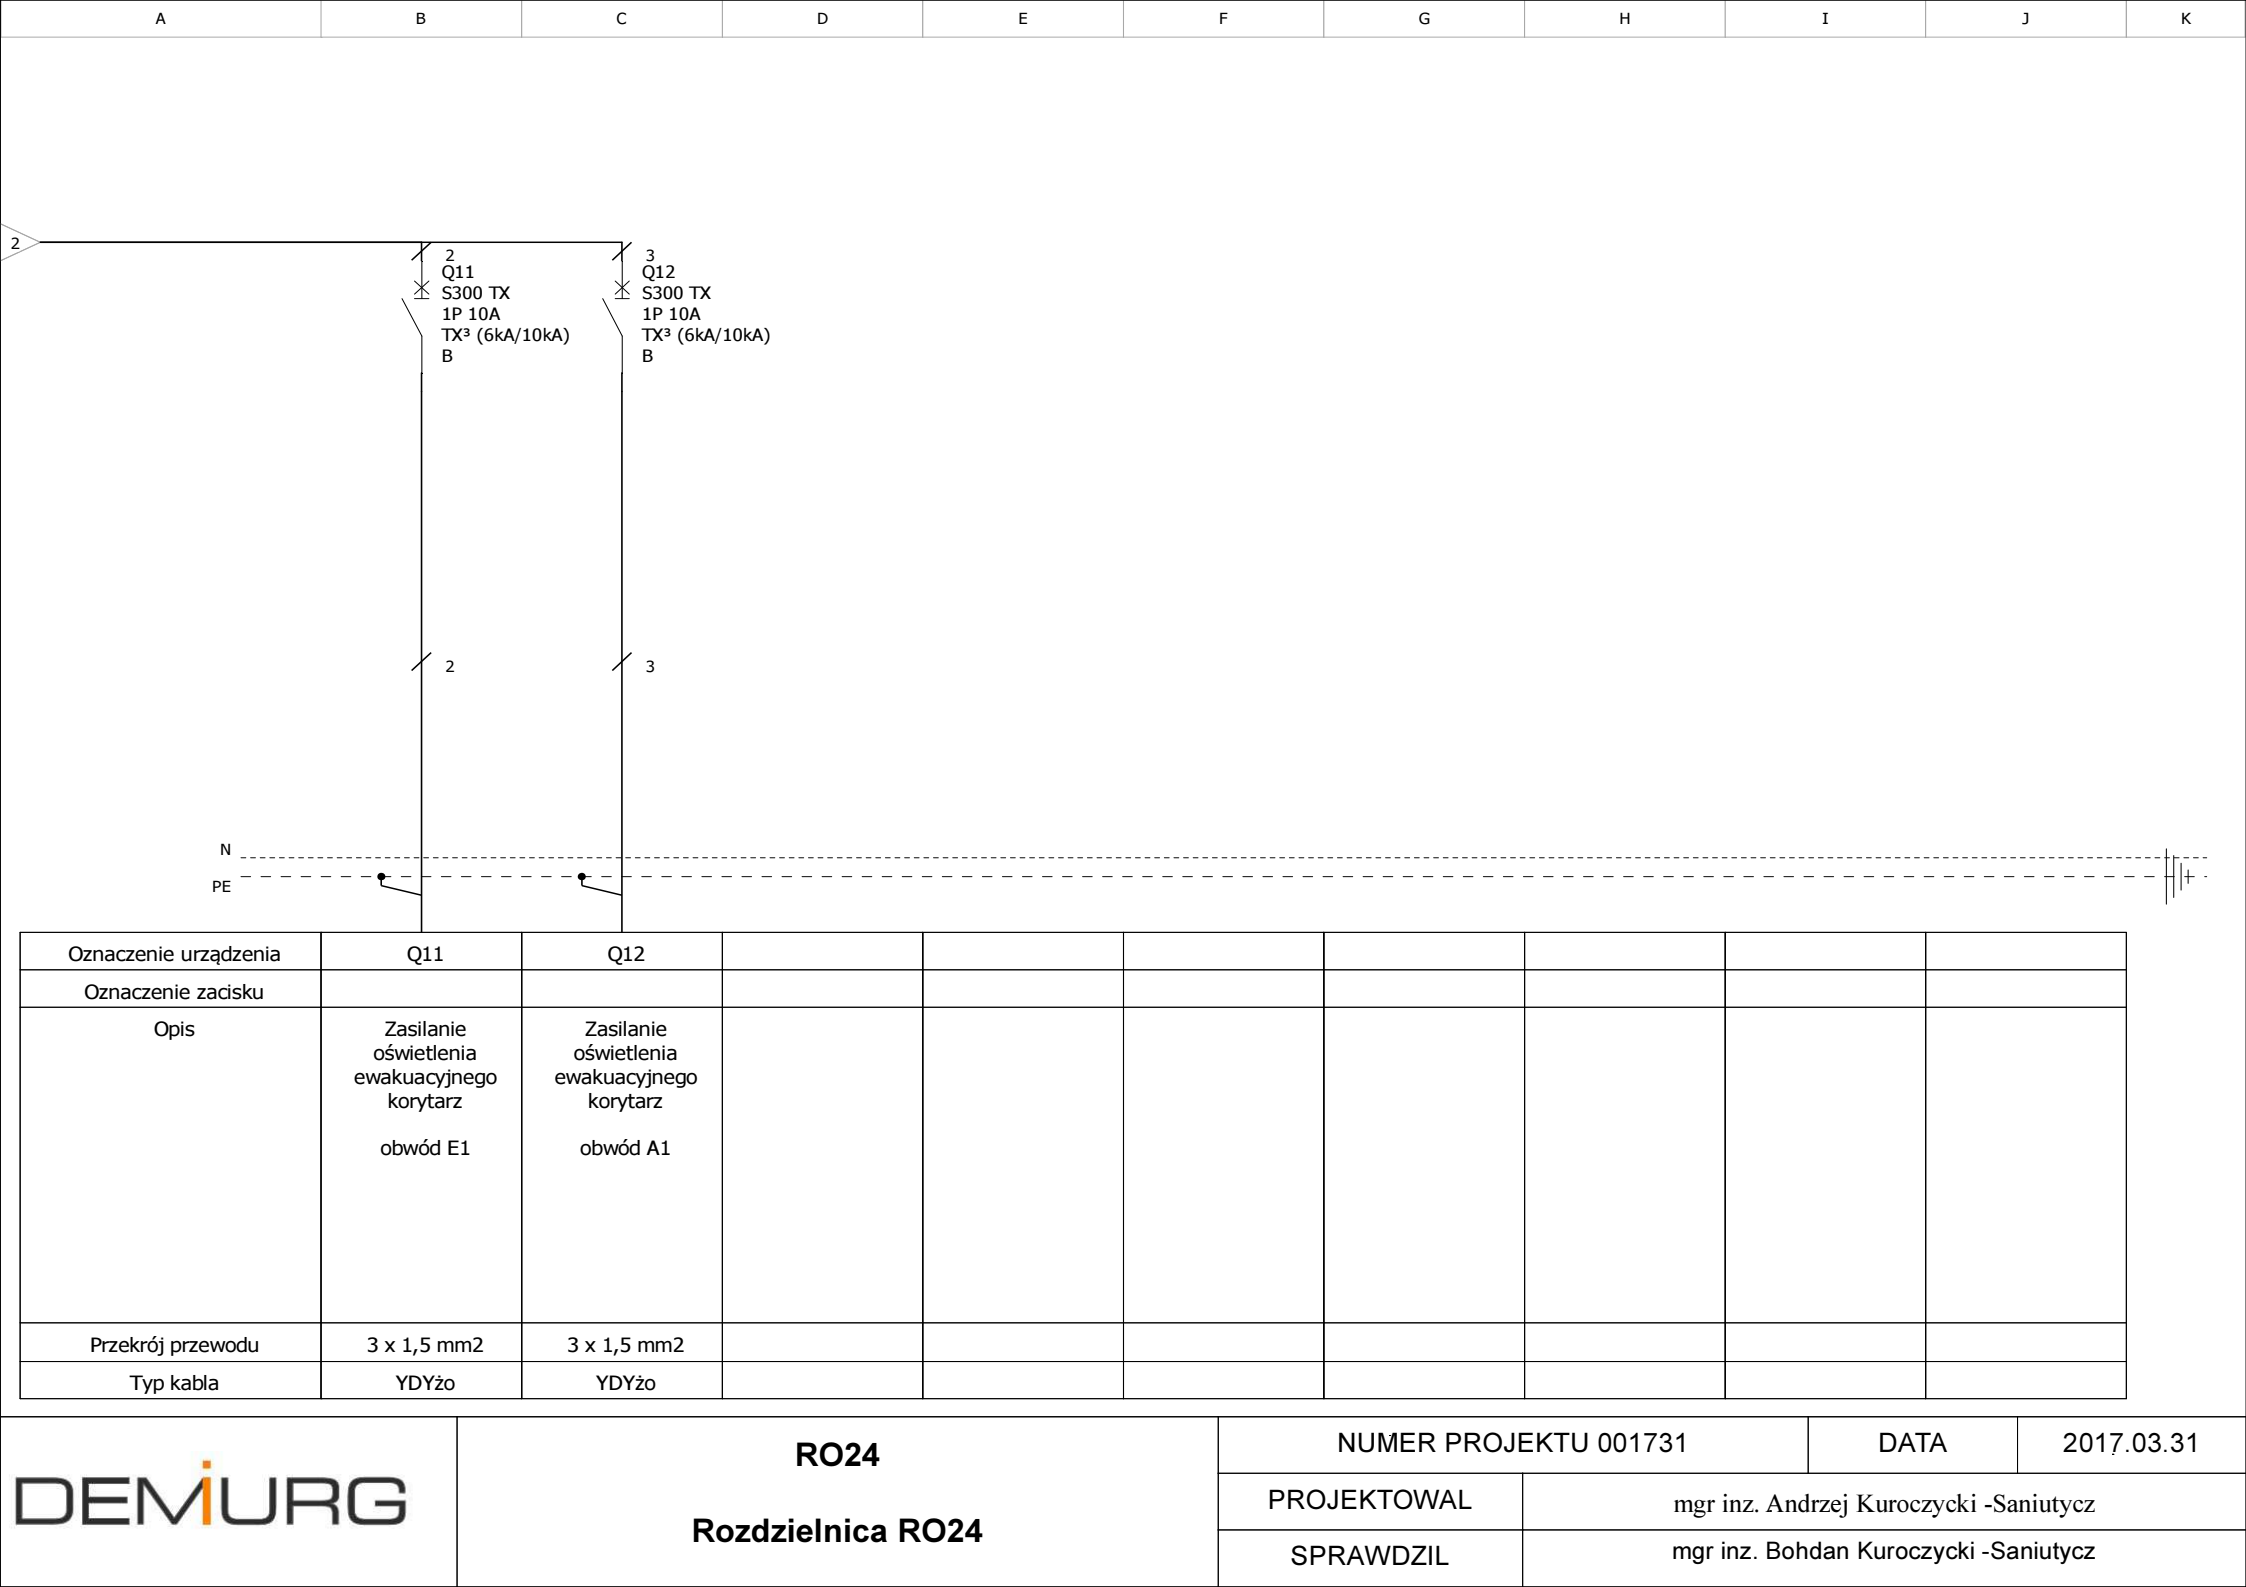 A B C D E F G H I J K
2
2 3
Q11 Q12
S300 TX S300 TX
1P 10A 1P 10A
TX³ (6kA/10kA) TX³ (6kA/10kA)
B B
2 3
N
PE
Oznaczenie urządzenia Q11 Q12
Oznaczenie zacisku
Opis Zasilanie Zasilanie
oświetlenia oświetlenia
ewakuacyjnego ewakuacyjnego
korytarz korytarz
obwód E1 obwód A1
Przekrój przewodu 3 x 1,5 mm2 3 x 1,5 mm2
Typ kabla YDYżo YDYżo
DEMiURG
RO24
Rozdzielnica RO24
NUMER PROJEKTU 001731 DATA 2017.03.31
PROJEKTOWAL mgr inz. Andrzej Kuroczycki -Saniutycz
SPRAWDZIL mgr inz. Bohdan Kuroczycki -Saniutycz